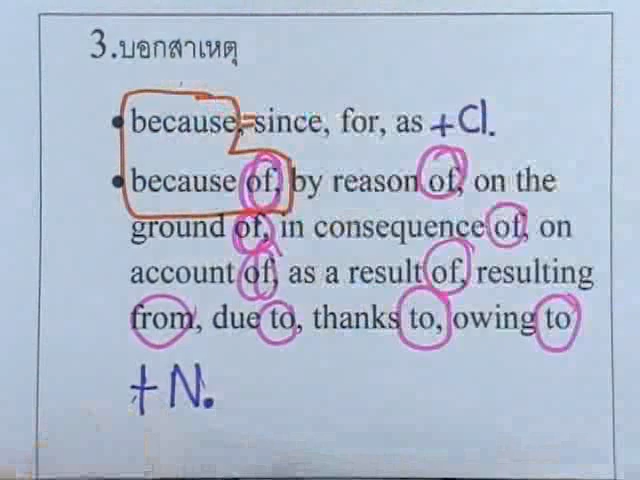 3.บอกสาเหตุ
• because, = since, for, as +Cl.
• because of, by reason of, on the
ground of, in consequence of, on
account of, as a result of, resulting
from, due to, thanks to, owing to
+ N.